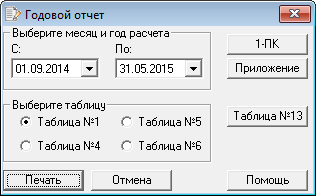 Годовой отчет
Выберите месяц и год расчета
С: По:
01.09.2014 31.05.2015
1-ПК
Приложение
Выберите таблицу
Таблица №1 Таблица №5
Таблица №4 Таблица №6
Таблица №13
Печать Отмена Помощь